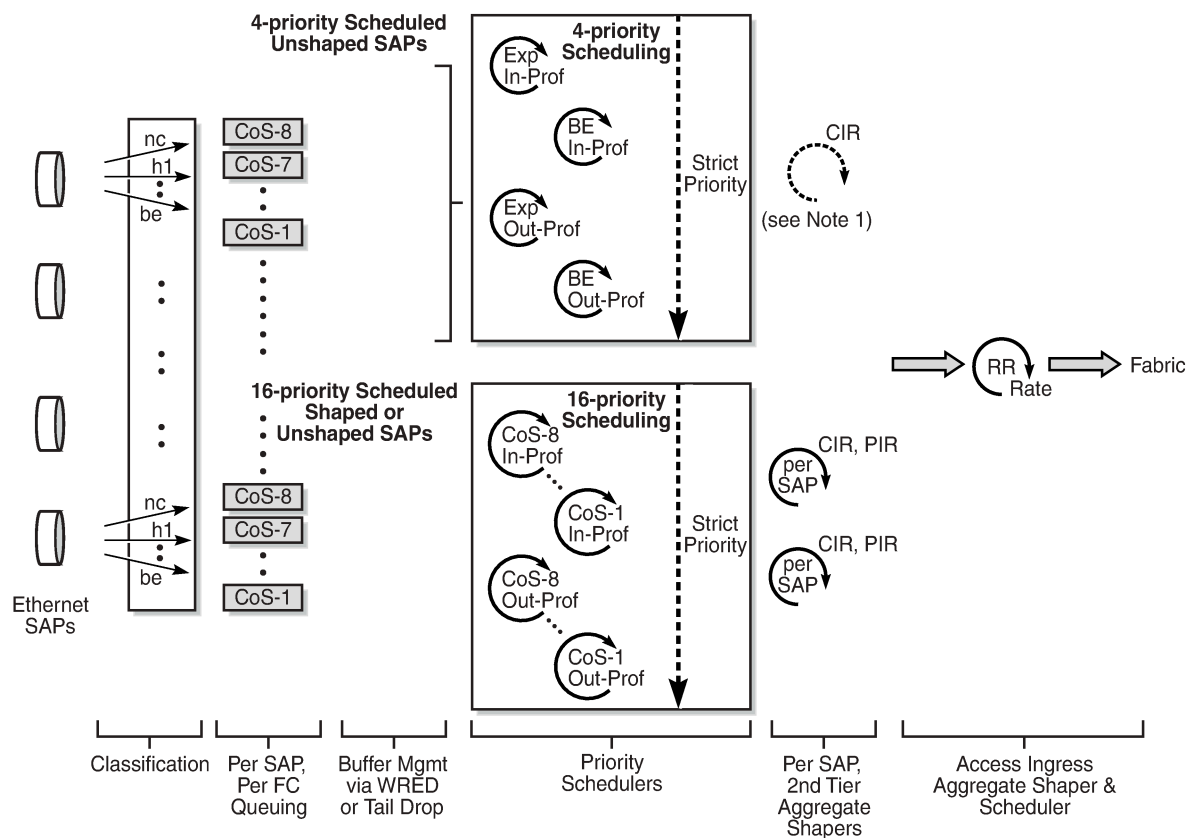 4-priority Scheduled
Unshaped SAPs
4-priority
Scheduling
Exp
In-Prof
BE
In-Prof
Exp
Out-Prof
BE
Out-Prof
Strict
Priority
CIR
(see Note 1)
nc
h1
be
CoS-8
CoS-7
CoS-1
16-priority Scheduled
Shaped or
Unshaped SAPs
16-priority
Scheduling
CoS-8
In-Prof
CoS-1
In-Prof
CoS-8
Out-Prof
CoS-1
Out-Prof
Strict
Priority
CIR, PIR
per
SAP
CIR, PIR
per
SAP
RR
Rate
Fabric
nc
h1
be
CoS-8
CoS-7
CoS-1
Ethernet
SAPs
Classification
Per SAP,
Per FC
Queuing
Buffer Mgmt
via WRED
or Tail Drop
Priority
Schedulers
Per SAP,
2nd Tier
Aggregate
Shapers
Access Ingress
Aggregate Shaper &
Scheduler